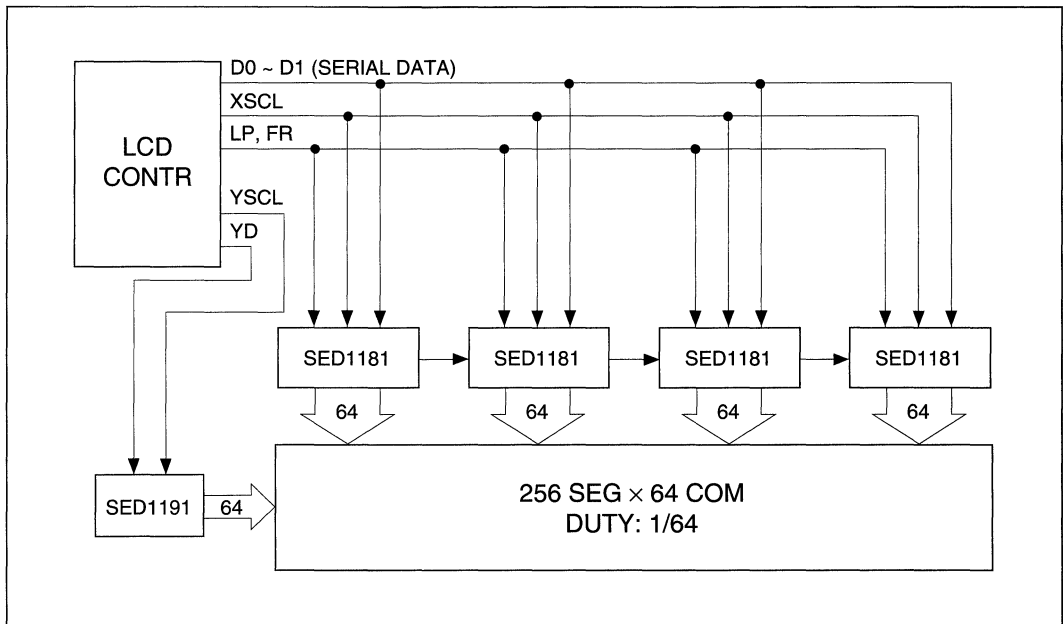 D0 ~ D1 (SERIAL DATA)
XSCL
LP, FR
LCD
CONTR
YSCL
YD
SED1181
SED1181
SED1181
SED1181
64
64
64
64
SED1191
64
256 SEG × 64 COM
DUTY: 1/64